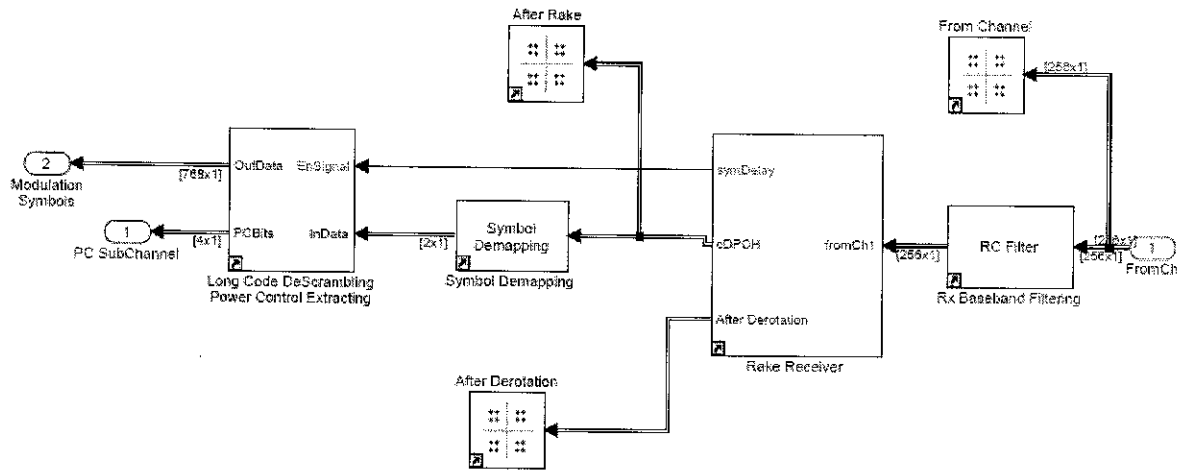 After Rake
From Channel
[256x1]
2
Modulation
Symbols
[768x1]
OutData
EnSignal
symDelay
1
PC SubChannel
[4x1]
PCBits
InData
[2x1]
Symbol
Demapping
fromCh1
[256x1]
RC Filter
[256x1]
1
FromCh
Long Code DeScrambling
Power Control Extracting
Symbol Demapping
Rx Baseband Filtering
After Derotation
Rake Receiver
After Derotation